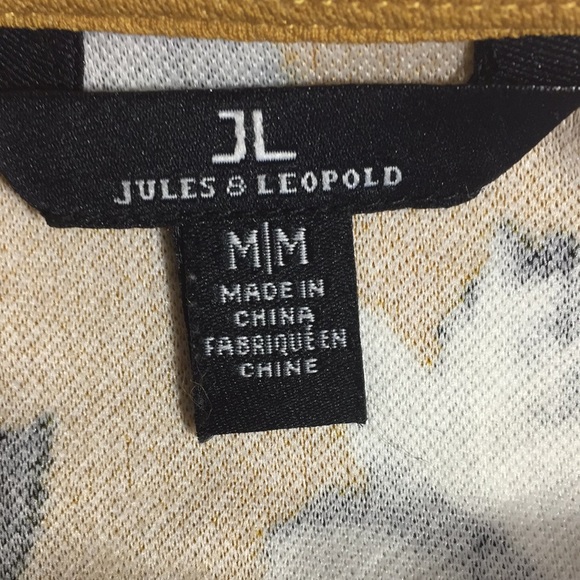 JL
JULES & LEOPOLD
M|M
MADE IN
CHINA
FABRIQUÉ EN
CHINE